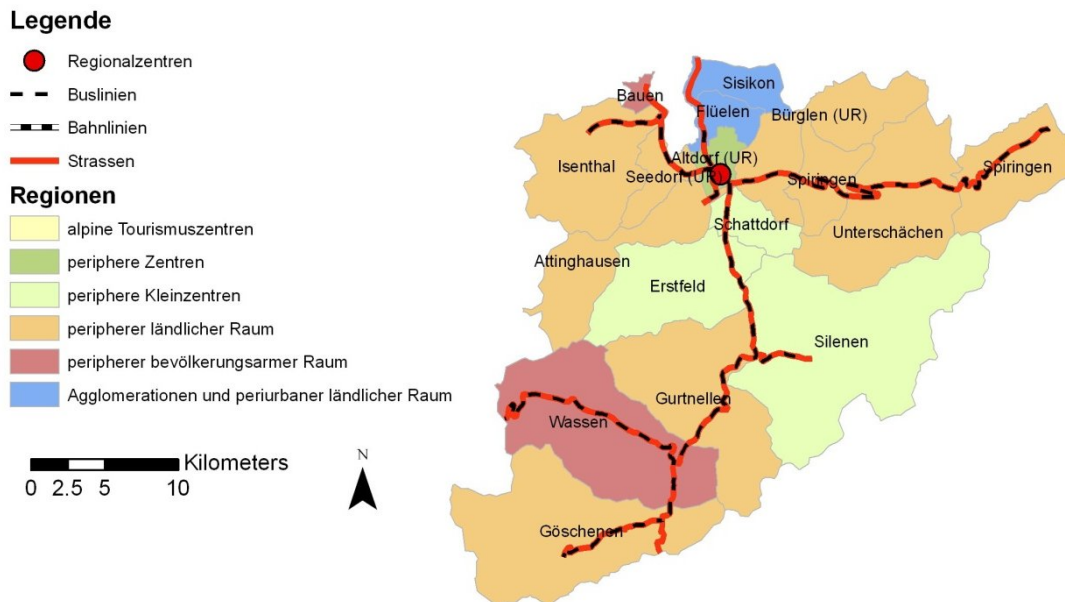 Legende
Regionalzentren
Buslinien
Bahnlinien
Strassen
Regionen
alpine Tourismuszentren
periphere Zentren
periphere Kleinzentren
peripherer ländlicher Raum
peripherer bevölkerungsarmer Raum
Agglomerationen und periurbaner ländlicher Raum
Kilometers
0 2.5 5 10
N
Sisikon
Bauen
Flüelen
Bürglen (UR)
Altdorf (UR)
Isenthal
Seedorf (UR)
Spiringen
Spiringen
Schattdorf
Unterschächen
Attinghausen
Erstfeld
Silenen
Gurtnellen
Wassen
Göschenen